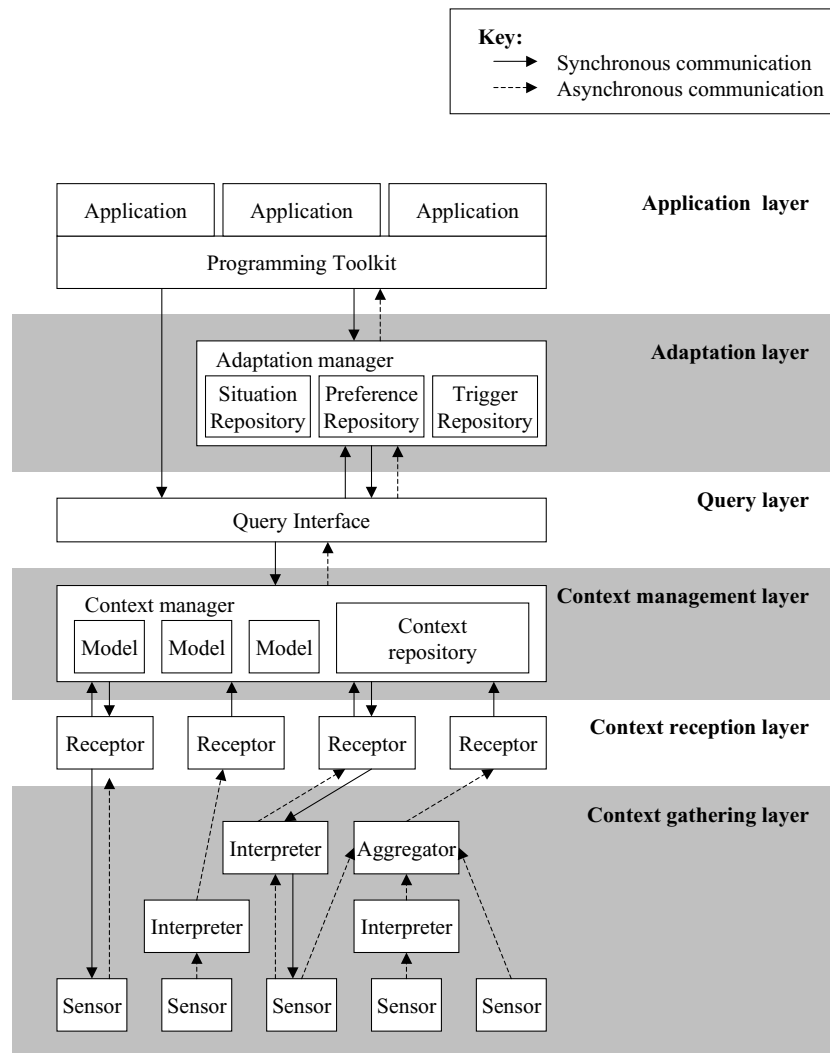 Key:
Synchronous communication
Asynchronous communication
Application layer
Application Application Application
Programming Toolkit
Adaptation layer
Adaptation manager
Situation Repository
Preference Repository
Trigger Repository
Query layer
Query Interface
Context management layer
Context manager
Context repository
Model Model Model
Context reception layer
Receptor Receptor Receptor Receptor
Context gathering layer
Interpreter Aggregator
Interpreter Interpreter
Sensor Sensor Sensor Sensor Sensor